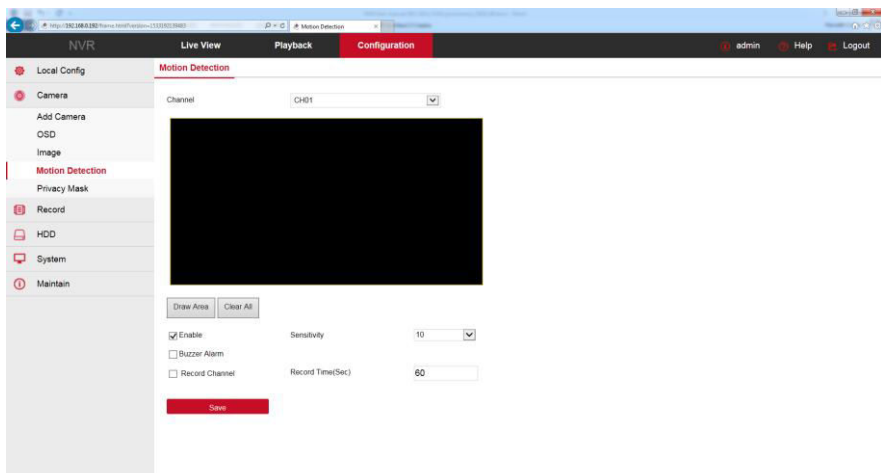 Motion Detection
NVR
Live View
Playback
Configuration
admin
Help
Logout
Local Config
Camera
Add Camera
OSD
Image
Motion Detection
Privacy Mask
Record
HDD
System
Maintain
Motion Detection
Channel
CH01
Draw Area
Clear All
Enable
Sensitivity
10
Buzzer Alarm
Record Channel
Record Time(Sec)
60
Save